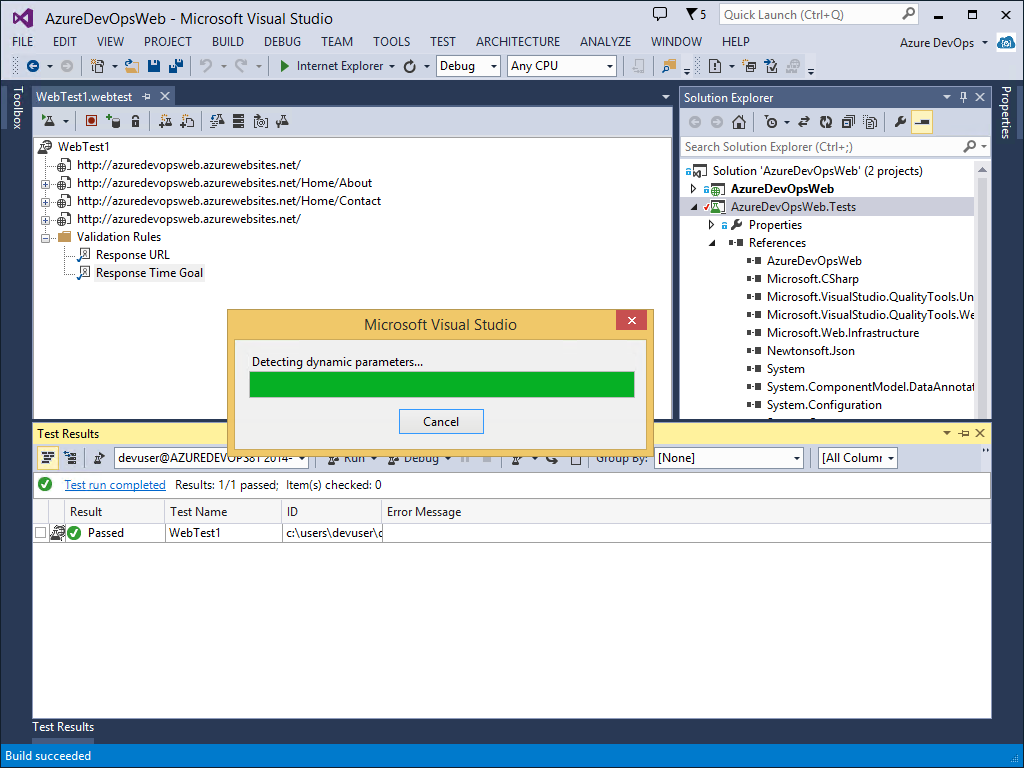 AzureDevOpsWeb - Microsoft Visual Studio
5
Quick Launch (Ctrl+Q)
FILE EDIT VIEW PROJECT BUILD DEBUG TEAM TOOLS TEST ARCHITECTURE ANALYZE WINDOW HELP
Azure DevOps
Internet Explorer
Debug
Any CPU
Toolbox
WebTest1.webtest
WebTest1
http://azuredevopsweb.azurewebsites.net/
http://azuredevopsweb.azurewebsites.net/Home/About
http://azuredevopsweb.azurewebsites.net/Home/Contact
http://azuredevopsweb.azurewebsites.net/
Validation Rules
Response URL
Response Time Goal
Solution Explorer
Search Solution Explorer (Ctrl+;)
Solution 'AzureDevOpsWeb' (2 projects)
AzureDevOpsWeb
AzureDevOpsWeb.Tests
Properties
References
AzureDevOpsWeb
Microsoft.CSharp
Microsoft.VisualStudio.QualityTools.Un
Microsoft.VisualStudio.QualityTools.We
Microsoft.Web.Infrastructure
Newtonsoft.Json
System
System.ComponentModel.DataAnnotat
System.Configuration
Properties
Microsoft Visual Studio
Detecting dynamic parameters...
Cancel
Test Results
devuser@AZUREDEVOPS81 2014-
Run
Debug
Group By:
[None]
[All Column
Test run completed Results: 1/1 passed; Item(s) checked: 0
Result Test Name ID Error Message
Passed WebTest1 c:\users\devuser\d
Test Results
Build succeeded